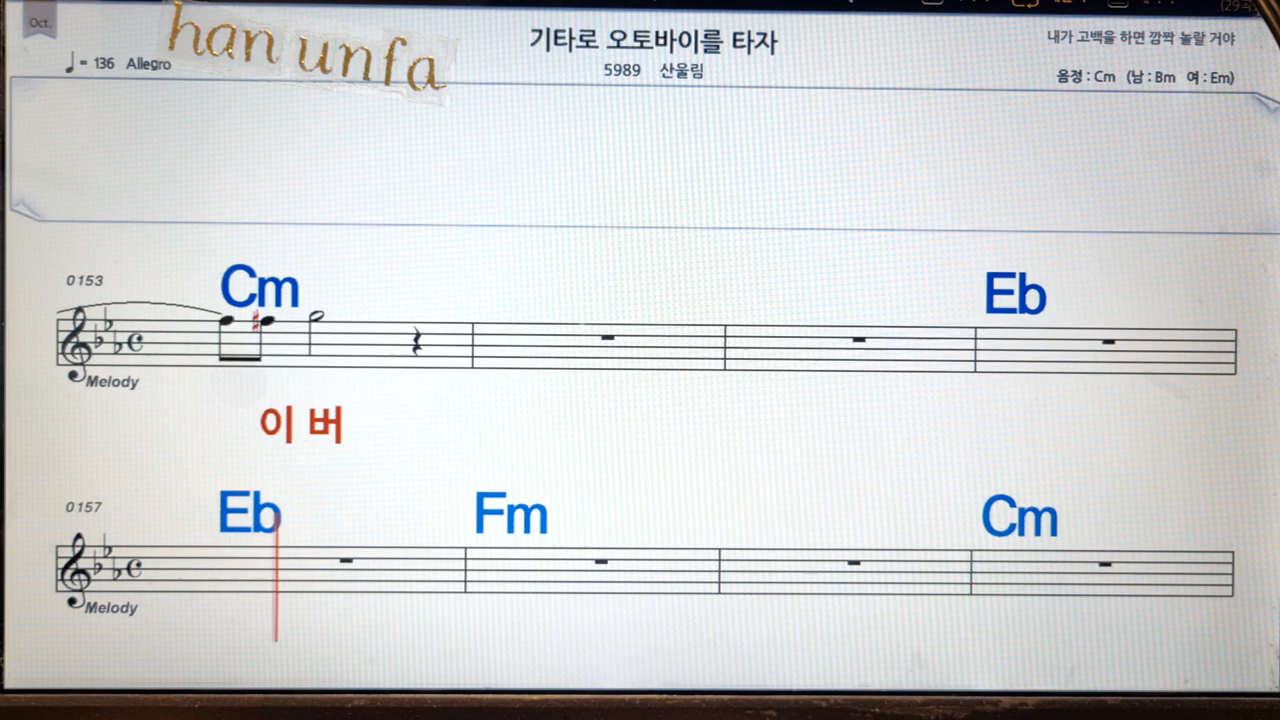 Oct.
han unfa
기타로 오토바이를 타자
내가 고백을 하면 깜짝 놀랄 거야
♩= 136 Allegro
5989 산울림
음정 : Cm (남 : Bm 여 : Em)
0153
Cm
Eb
Melody
이 버
0157
Eb
Fm
Cm
Melody